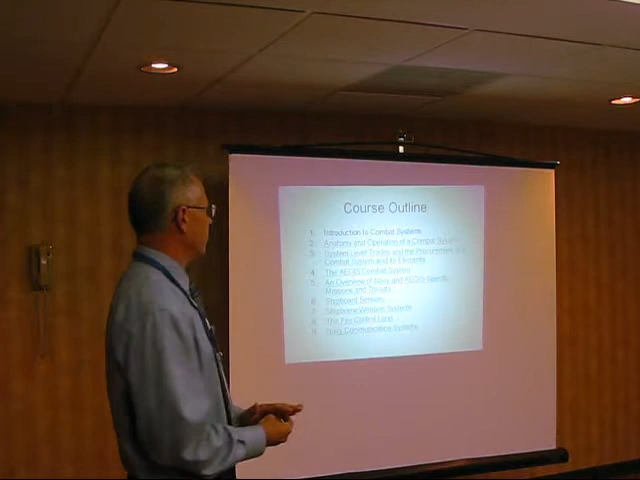 Course Outline
1. Introduction to Combat Systems
2. Anatomy and Operation of a Combat System
3. System Level Trades and the Procurement of a
Combat System and its Elements
4. The AEGIS Combat System
5. An Overview of Navy and AEGIS-Specific
Missions and Threats
6. Shipboard Sensors
7. Shipborne Weapon Systems
8. The Fire Control Loop
9. Navy Communications Systems